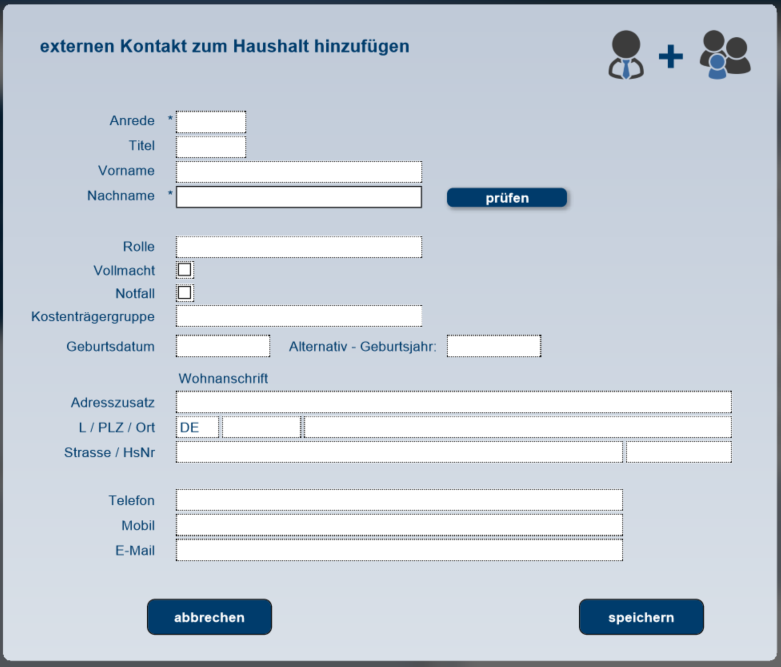 externen Kontakt zum Haushalt hinzufügen
Anrede *
Titel
Vorname
Nachname * prüfen
Rolle
Vollmacht
Notfall
Kostenträgergruppe
Geburtsdatum Alternativ - Geburtsjahr:
Wohnanschrift
Adresszusatz
L / PLZ / Ort DE
Strasse / HsNr
Telefon
Mobil
E-Mail
abbrechen speichern